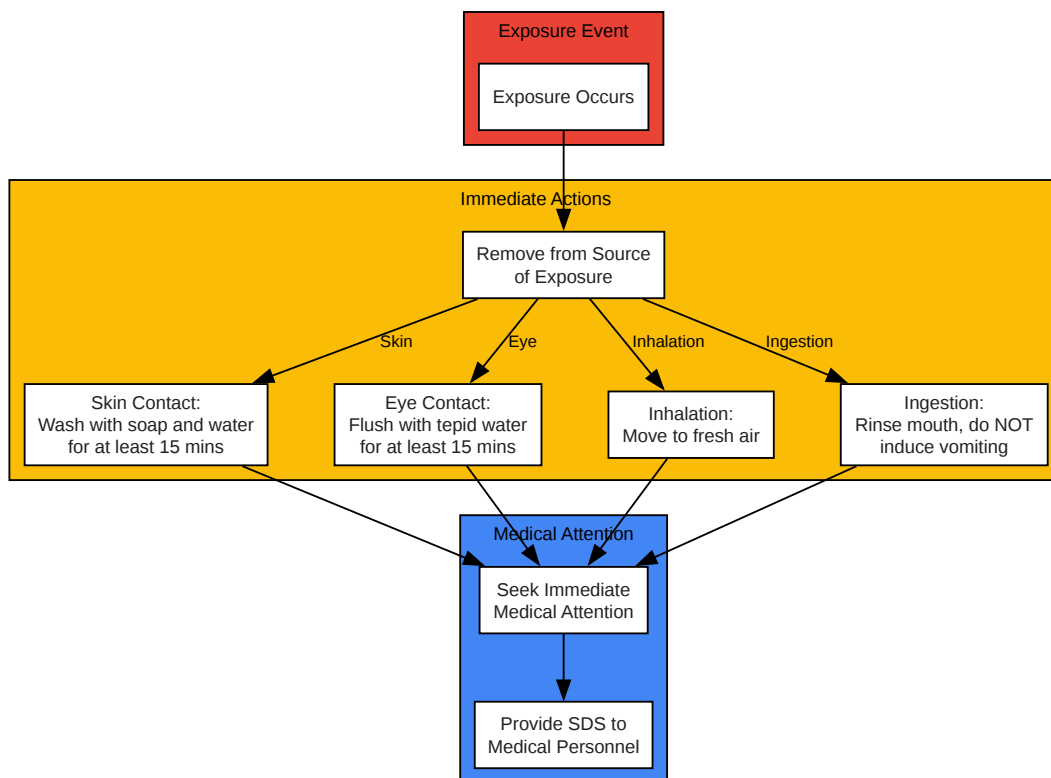 Exposure Event
Exposure Occurs
Immediate Actions
Remove from Source
of Exposure
Skin
Eye
Inhalation
Ingestion
Skin Contact:
Wash with soap and water
for at least 15 mins
Eye Contact:
Flush with tepid water
for at least 15 mins
Inhalation:
Move to fresh air
Ingestion:
Rinse mouth, do NOT
induce vomiting
Medical Attention
Seek Immediate
Medical Attention
Provide SDS to
Medical Personnel